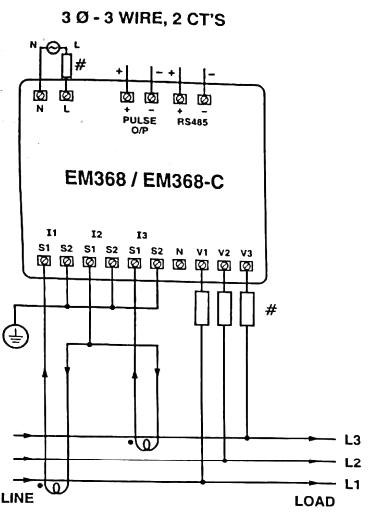 3 Ø - 3 WIRE, 2 CT'S
N L
#
+ - + -
N L + - + -
PULSE O/P RS485
EM368 / EM368-C
I1 I2 I3
S1 S2 S1 S2 S1 S2 N V1 V2 V3
#
L3
L2
L1
LINE
LOAD